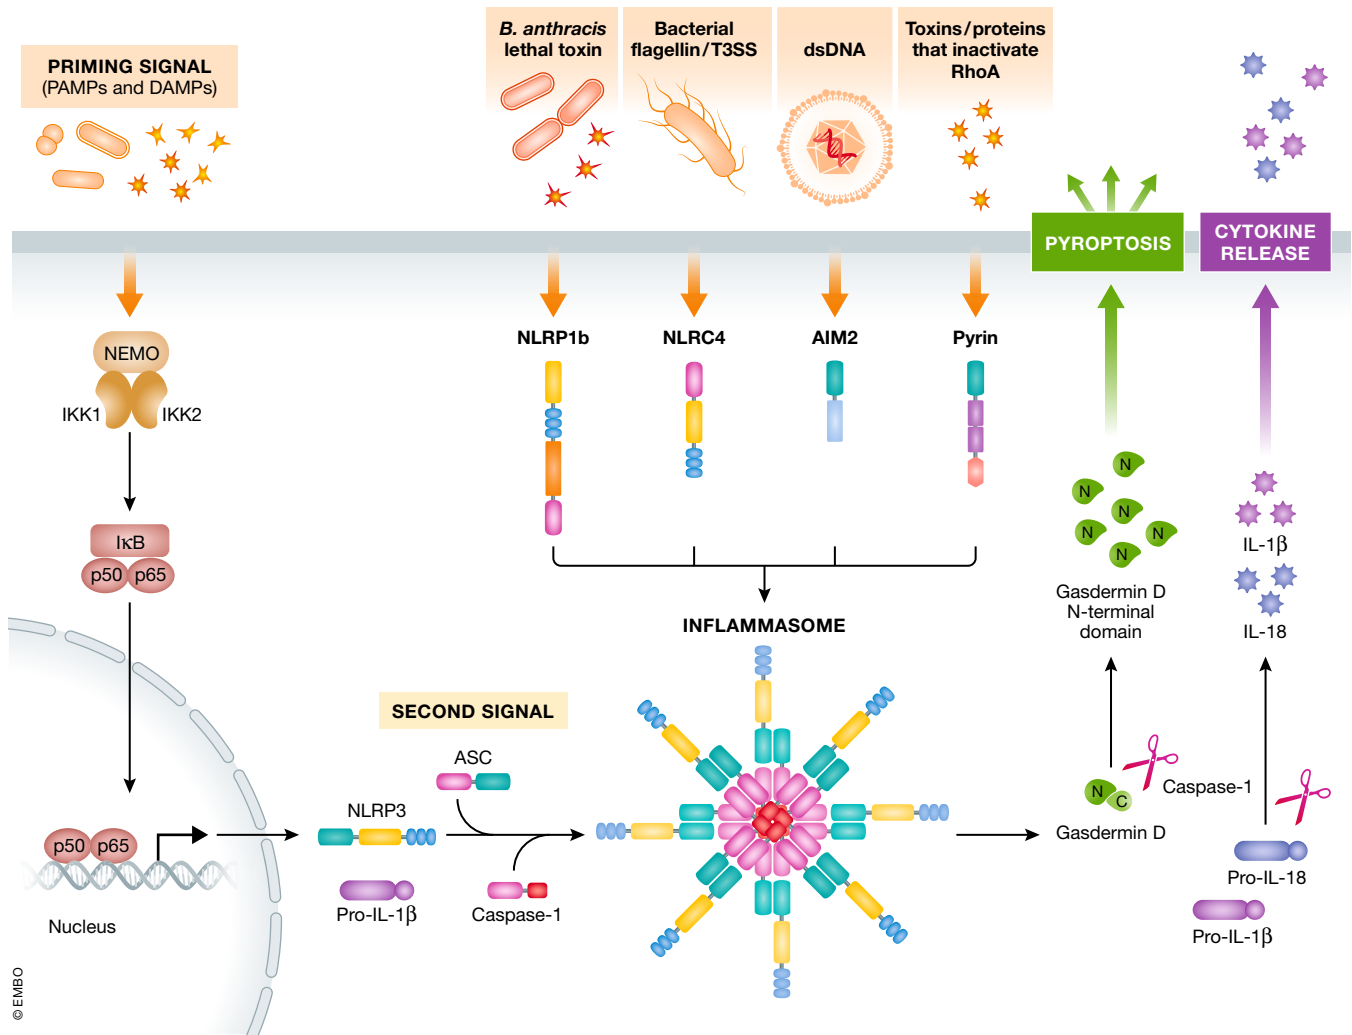 PRIMING SIGNAL
(PAMPs and DAMPs)
B. anthracis
lethal toxin
Bacterial
flagellin/T3SS
dsDNA
Toxins/proteins
that inactivate
RhoA
PYROPTOSIS
CYTOKINE
RELEASE
NEMO
IKK1
IKK2
NLRP1b
NLRC4
AIM2
Pyrin
IκB
p50
p65
N
N
N
N
N
N
Gasdermin D
N-terminal
domain
IL-1β
IL-18
INFLAMMASOME
SECOND SIGNAL
ASC
NLRP3
Pro-IL-1β
Caspase-1
N
C
Gasdermin D
Caspase-1
Pro-IL-18
Pro-IL-1β
p50
p65
Nucleus
© EMBO